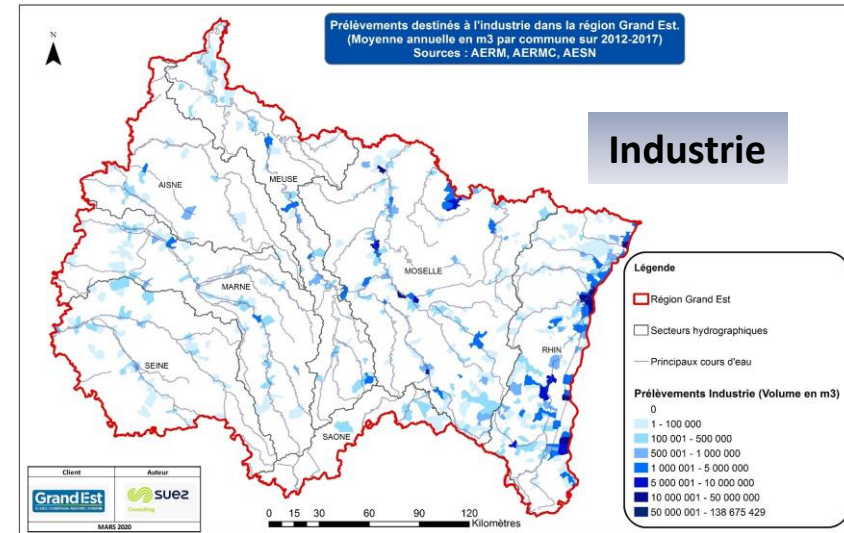 Prélèvements destinés à l'industrie dans la région Grand Est.
(Moyenne annuelle en m3 par commune sur 2012-2017)
Sources : AERM, AERMC, AESN
N
Industrie
AISNE
MEUSE
MOSELLE
MARNE
SEINE
RHIN
SAONE
Légende
Région Grand Est
Secteurs hydrographiques
Principaux cours d'eau
Prélèvements Industrie (Volume en m3)
0
1 - 100 000
100 001 - 500 000
500 001 - 1 000 000
1 000 001 - 5 000 000
5 000 001 - 10 000 000
10 000 001 - 50 000 000
50 000 001 - 138 675 429
Client Auteur
GrandEst
suez
Consulting
MARS 2020
0 15 30 60 90 120
Kilomètres